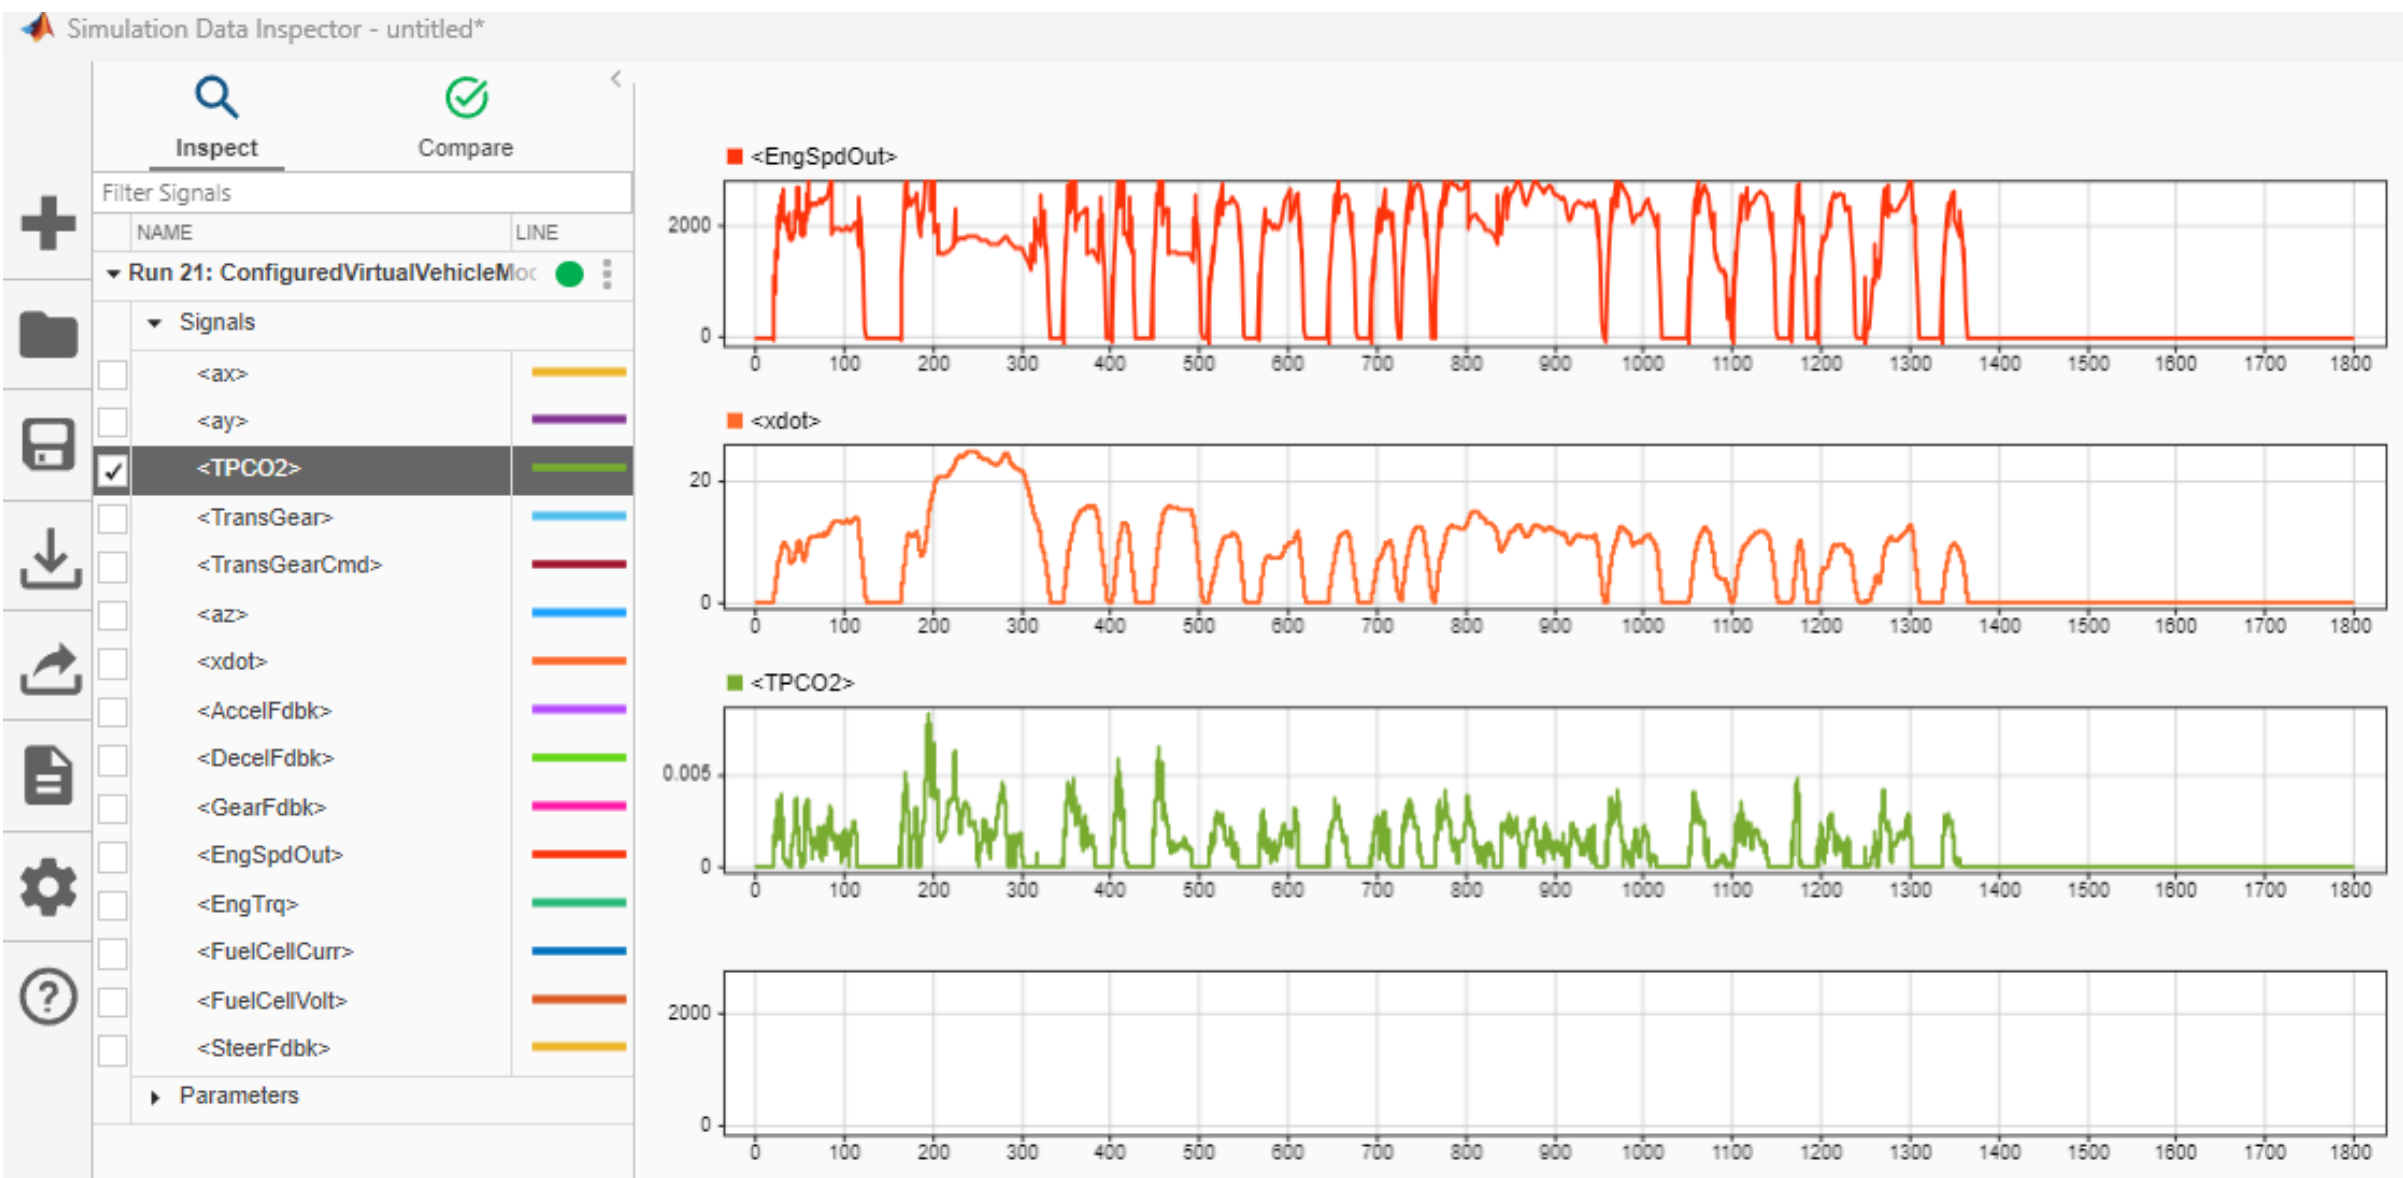 Simulation Data Inspector - untitled*
Inspect
Compare
Filter Signals
NAME
LINE
Run 21: ConfiguredVirtualVehicleMoc
Signals
<ax>
<ay>
<TPCO2>
<TransGear>
<TransGearCmd>
<az>
<xdot>
<AccelFdbk>
<DecelFdbk>
<GearFdbk>
<EngSpdOut>
<EngTrq>
<FuelCellCurr>
<FuelCellVolt>
<SteerFdbk>
Parameters
<EngSpdOut>
2000
0
0 100 200 300 400 500 600 700 800 900 1000 1100 1200 1300 1400 1500 1600 1700 1800
<xdot>
20
0
0 100 200 300 400 500 600 700 800 900 1000 1100 1200 1300 1400 1500 1600 1700 1800
<TPCO2>
0.005
0
0 100 200 300 400 500 600 700 800 900 1000 1100 1200 1300 1400 1500 1600 1700 1800
2000
0
0 100 200 300 400 500 600 700 800 900 1000 1100 1200 1300 1400 1500 1600 1700 1800